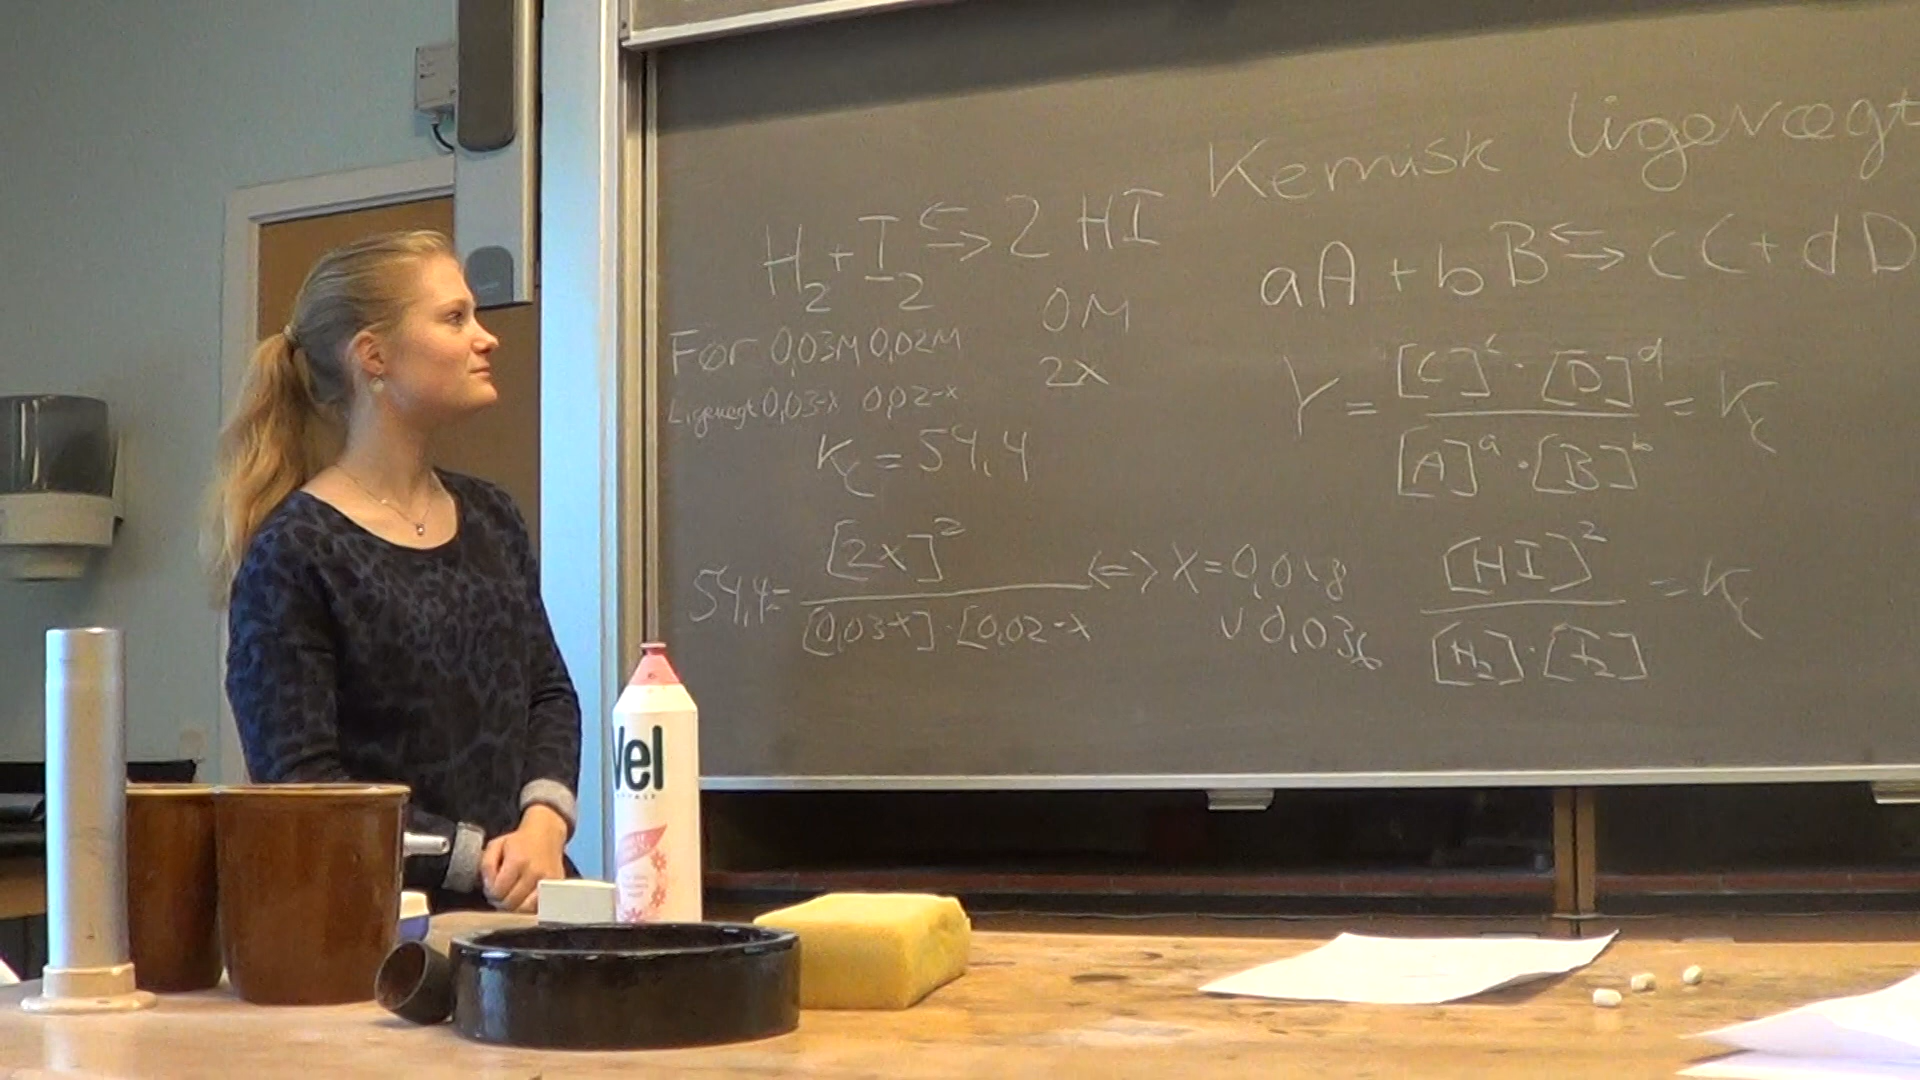 H₂ + I₂ ⇆ 2 HI
Før 0,03M 0,02M 0 M
Ligevægt 0,03-x 0,02-x 2x
Kc = 54,4
54,4 = [2x]² / [0,03-x] · [0,02-x <=> x = 0,018
v 0,036
Kemisk ligevægt
aA + bB ⇆ cC + dD
Y = [C]ᶜ · [D]ᵈ / [A]ᵃ · [B]ᵇ = Kc
[HI]² / [H₂] · [I₂] = Kc
Vel